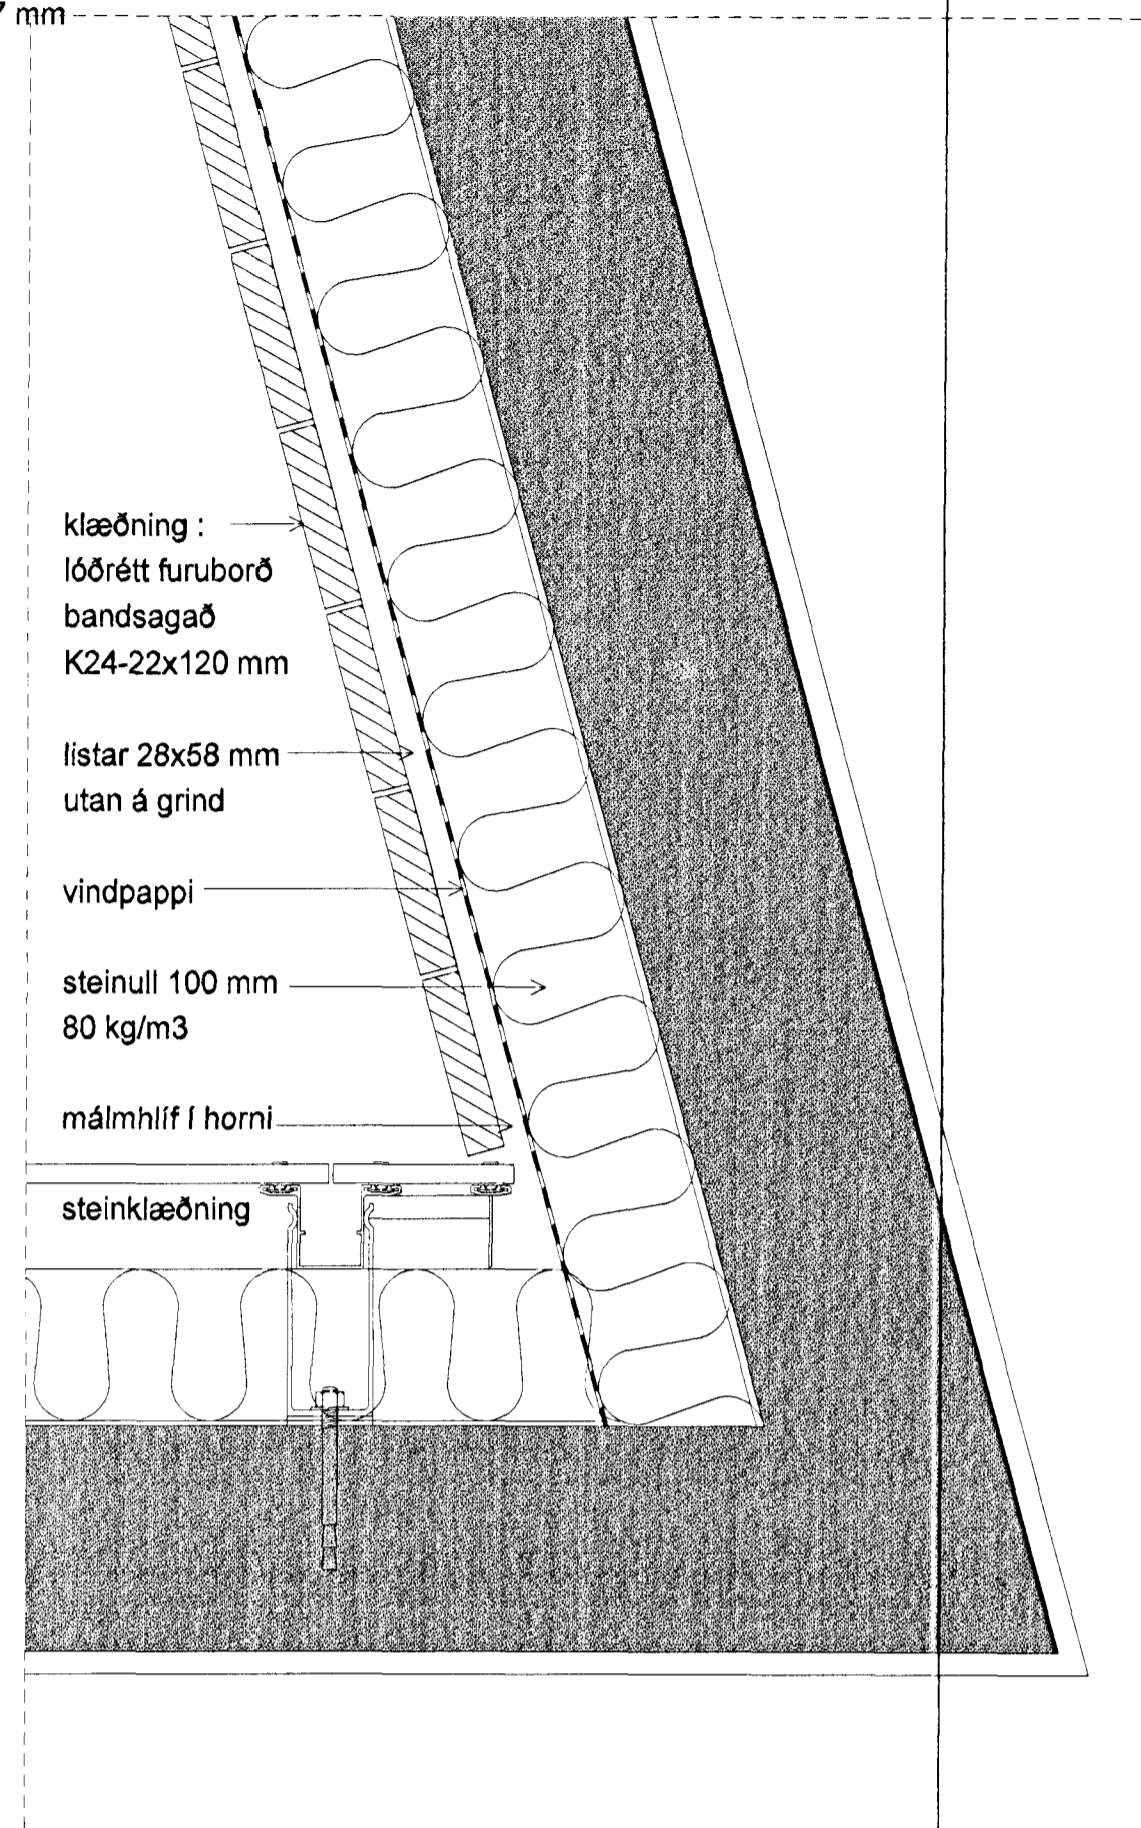 7 mm
klæðning :
lóðrétt furuborð
bandsagað
K24-22x120 mm
listar 28x58 mm
utan á grind
vindpappi
steinull 100 mm
80 kg/m3
málmhlíf í horni
steinklæðning